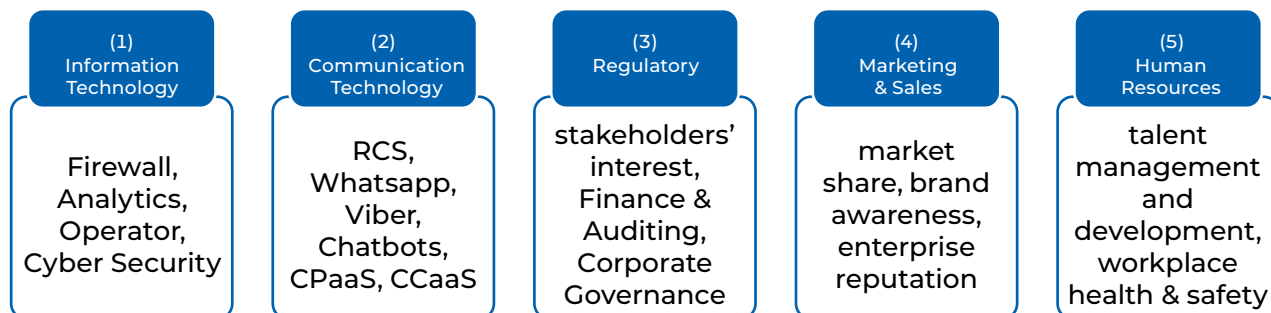 (1)
Information
Technology
Firewall,
Analytics,
Operator,
Cyber Security
(2)
Communication
Technology
RCS,
Whatsapp,
Viber,
Chatbots,
CPaaS, CCaaS
(3)
Regulatory
stakeholders’
interest,
Finance &
Auditing,
Corporate
Governance
(4)
Marketing
& Sales
market
share, brand
awareness,
enterprise
reputation
(5)
Human
Resources
talent
management
and
development,
workplace
health & safety